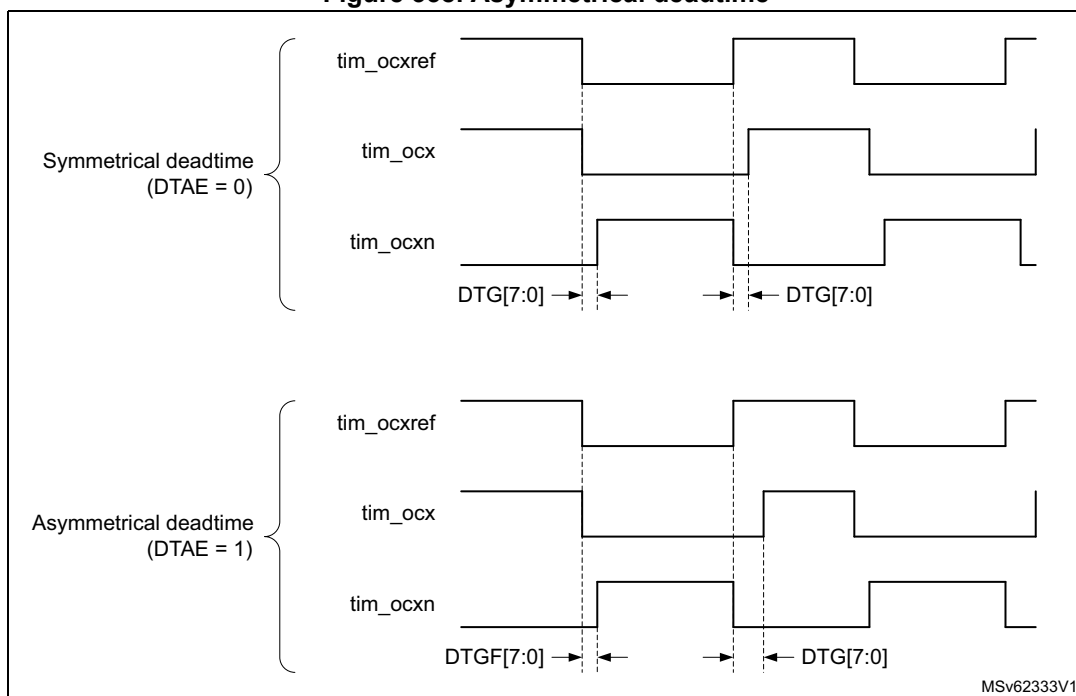 Figure Asymmetrical deadtime
tim_ocxref
tim_ocx
Symmetrical deadtime
(DTAE = 0)
tim_ocxn
DTG[7:0]
DTG[7:0]
tim_ocxref
tim_ocx
Asymmetrical deadtime
(DTAE = 1)
tim_ocxn
DTGF[7:0]
DTG[7:0]
MSv62333V1